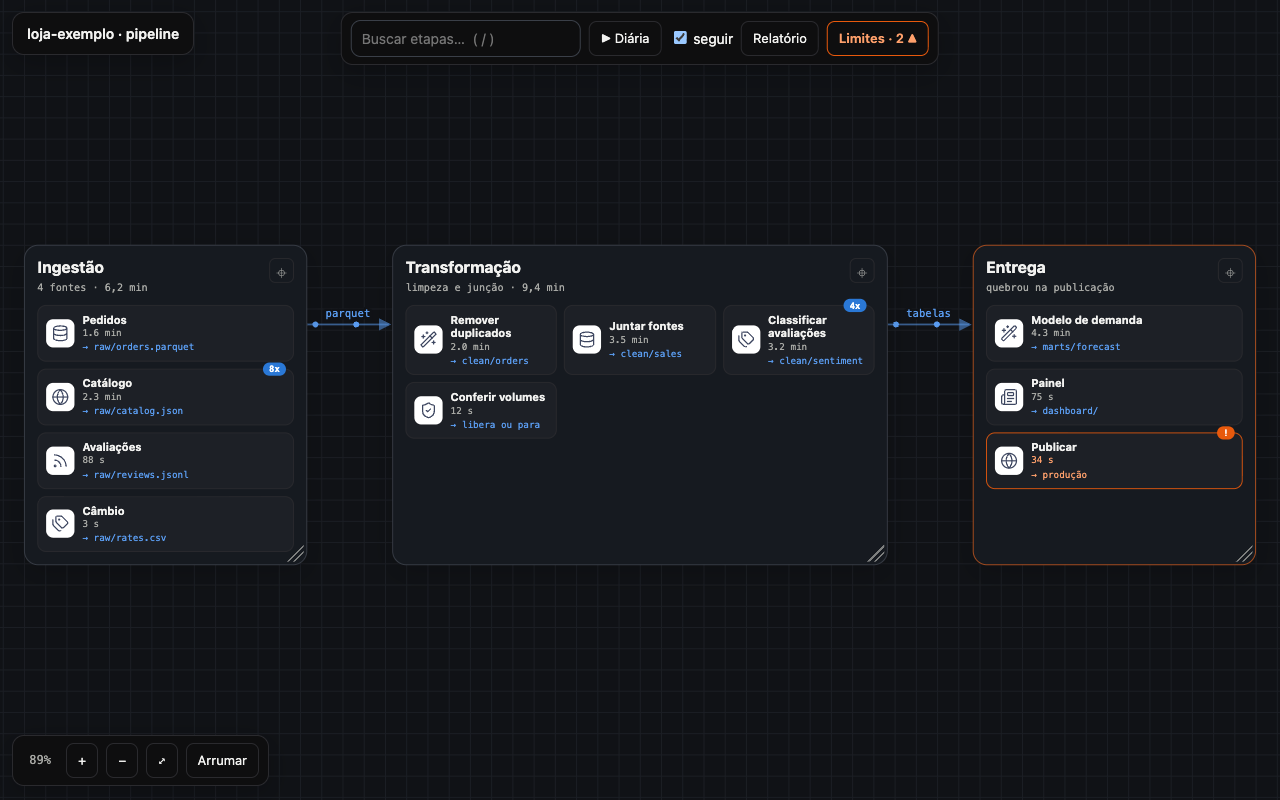 loja-exemplo · pipeline
Buscar etapas... ( / )
▶ Diária
seguir
Relatório
Limites · 2 ▲
Ingestão
4 fontes · 6,2 min
Pedidos
1.6 min
→ raw/orders.parquet
8x
Catálogo
2.3 min
→ raw/catalog.json
Avaliações
88 s
→ raw/reviews.jsonl
Câmbio
3 s
→ raw/rates.csv
parquet
Transformação
limpeza e junção · 9,4 min
Remover
duplicados
2.0 min
→ clean/orders
Juntar fontes
3.5 min
→ clean/sales
4x
Classificar
avaliações
3.2 min
→ clean/sentiment
Conferir volumes
12 s
→ libera ou para
tabelas
Entrega
quebrou na publicação
Modelo de demanda
4.3 min
→ marts/forecast
Painel
75 s
→ dashboard/
!
Publicar
34 s
→ produção
89%
+
−
⤢
Arrumar